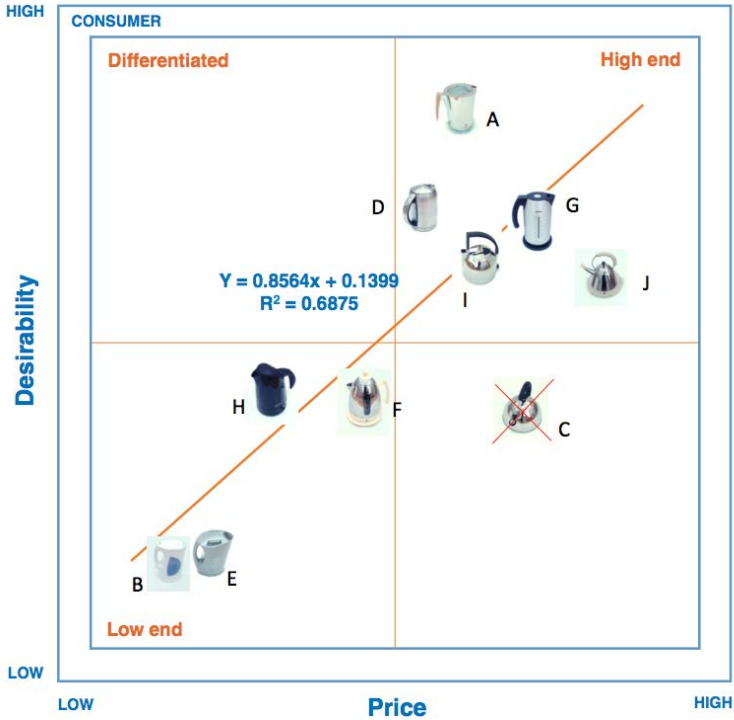 HIGH
CONSUMER
Differentiated
High end
A
D
G
Y = 0.8564x + 0.1399
R² = 0.6875
I
J
Desirability
H
F
C
B
E
Low end
LOW
LOW
Price
HIGH